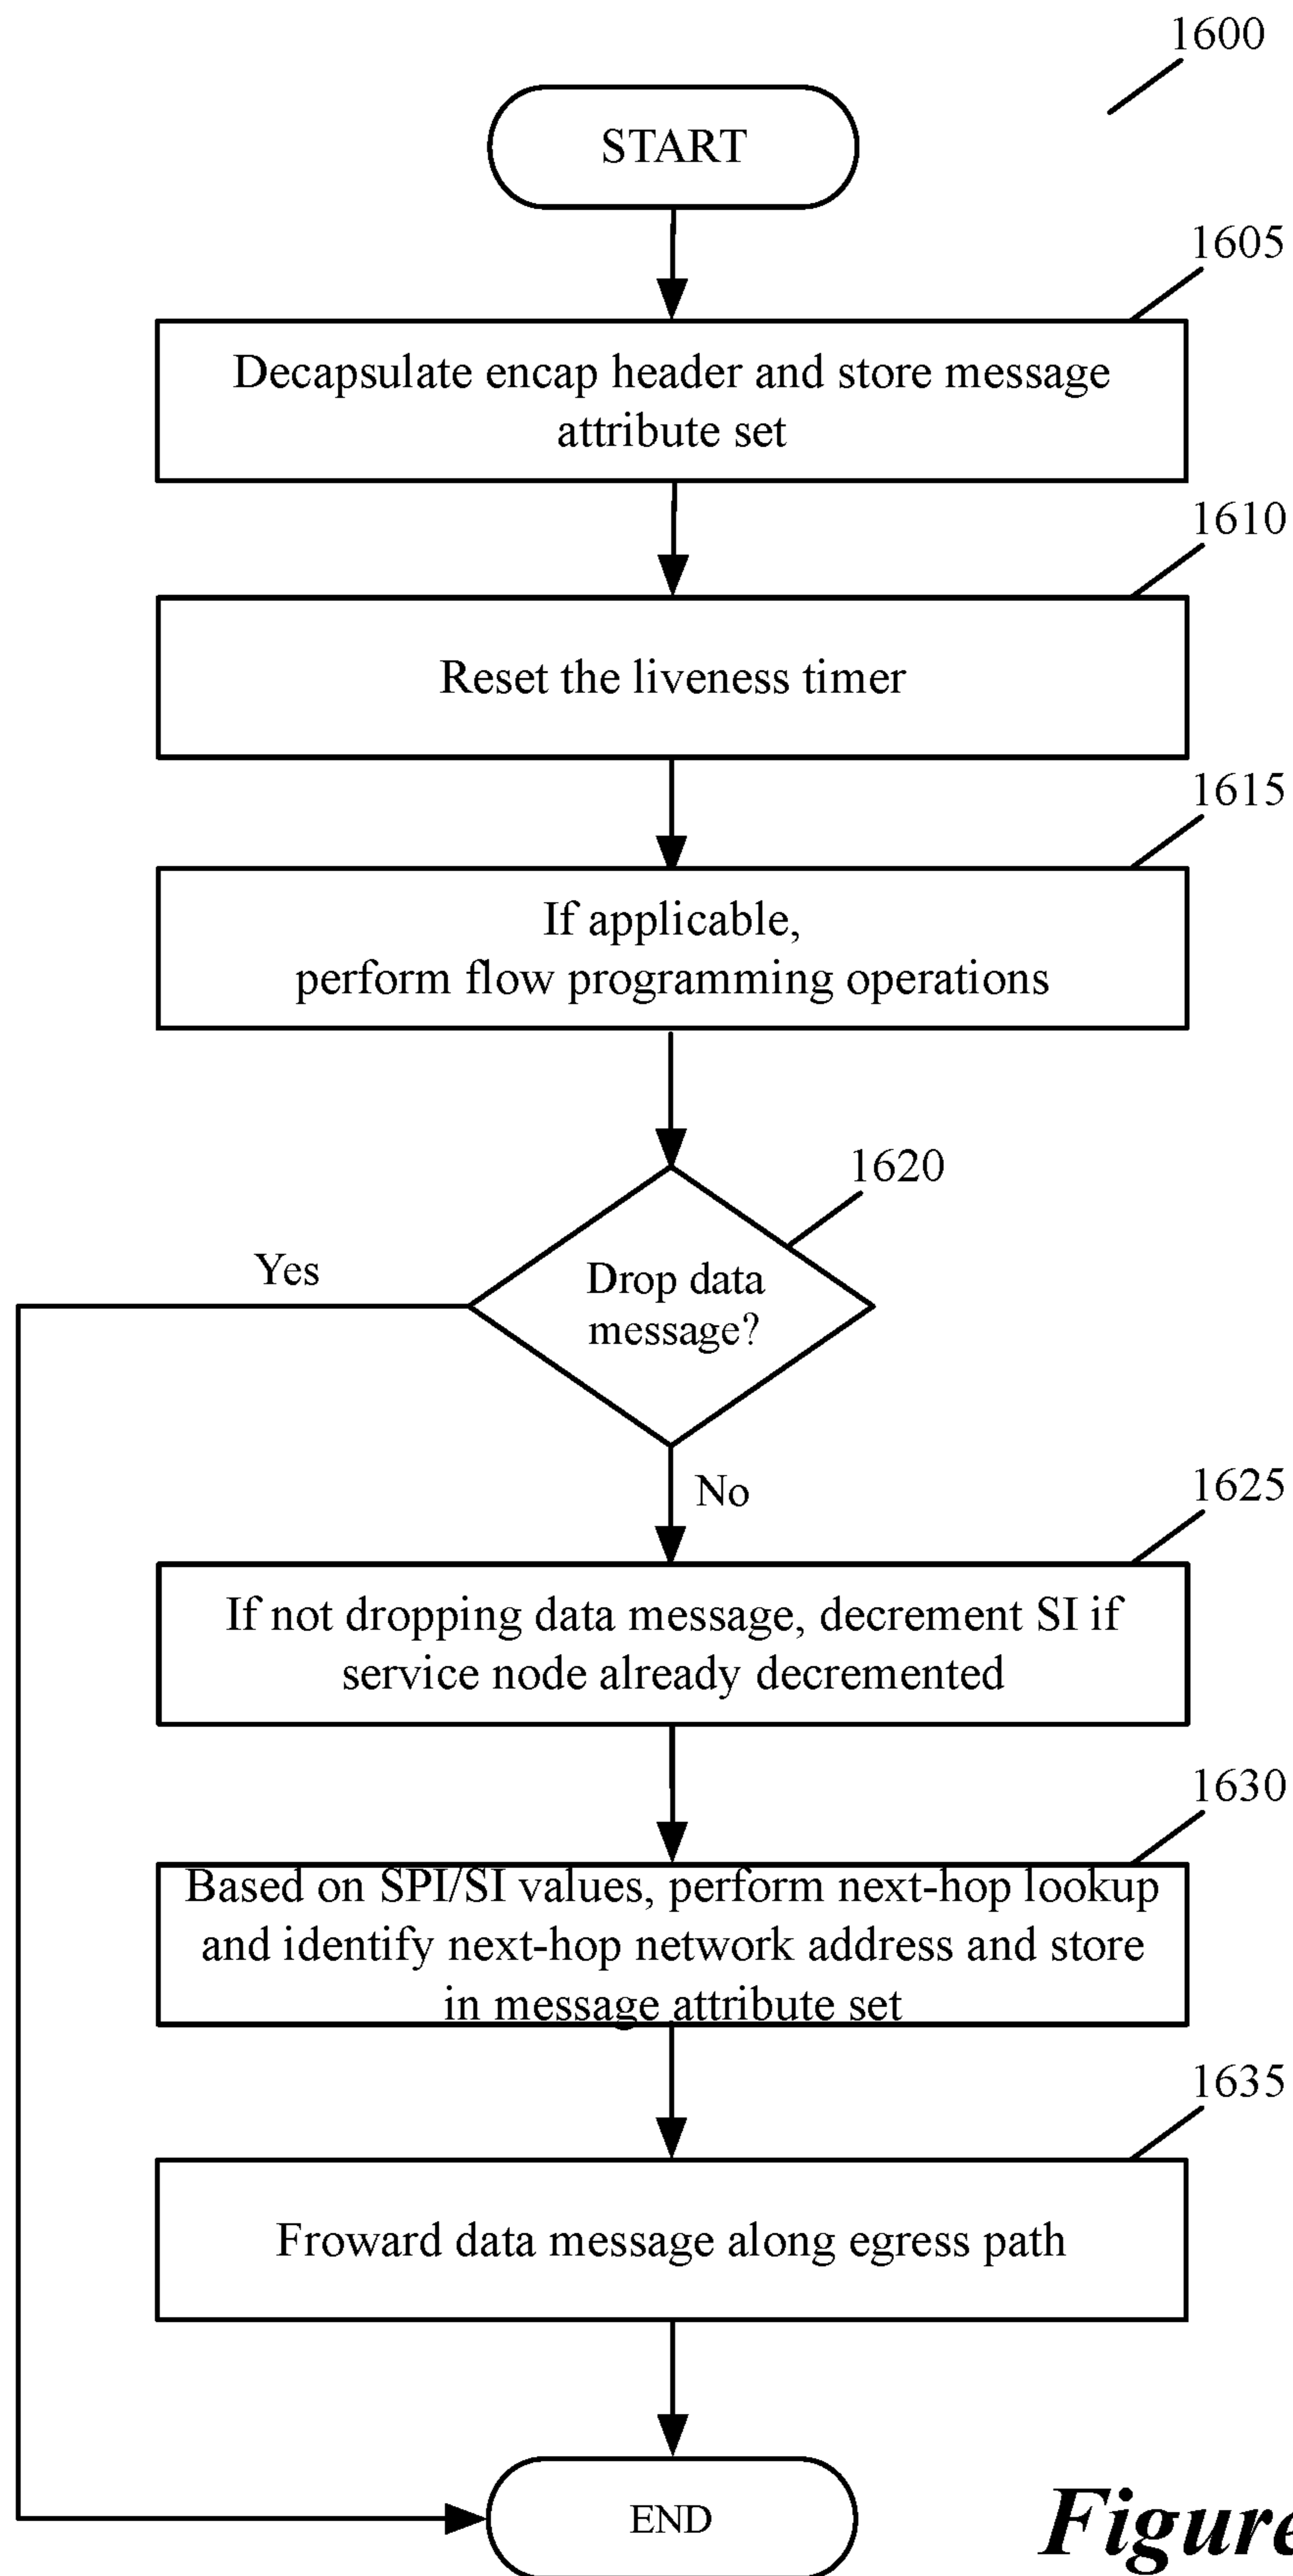 1600
START
1605
Decapsulate encap header and store message
attribute set
1610
Reset the liveness timer
1615
If applicable,
perform flow programming operations
1620
Drop data
message?
Yes
No
1625
If not dropping data message, decrement SI if
service node already decremented
1630
Based on SPI/SI values, perform next-hop lookup
and identify next-hop network address and store
in message attribute set
1635
Froward data message along egress path
END
Figure